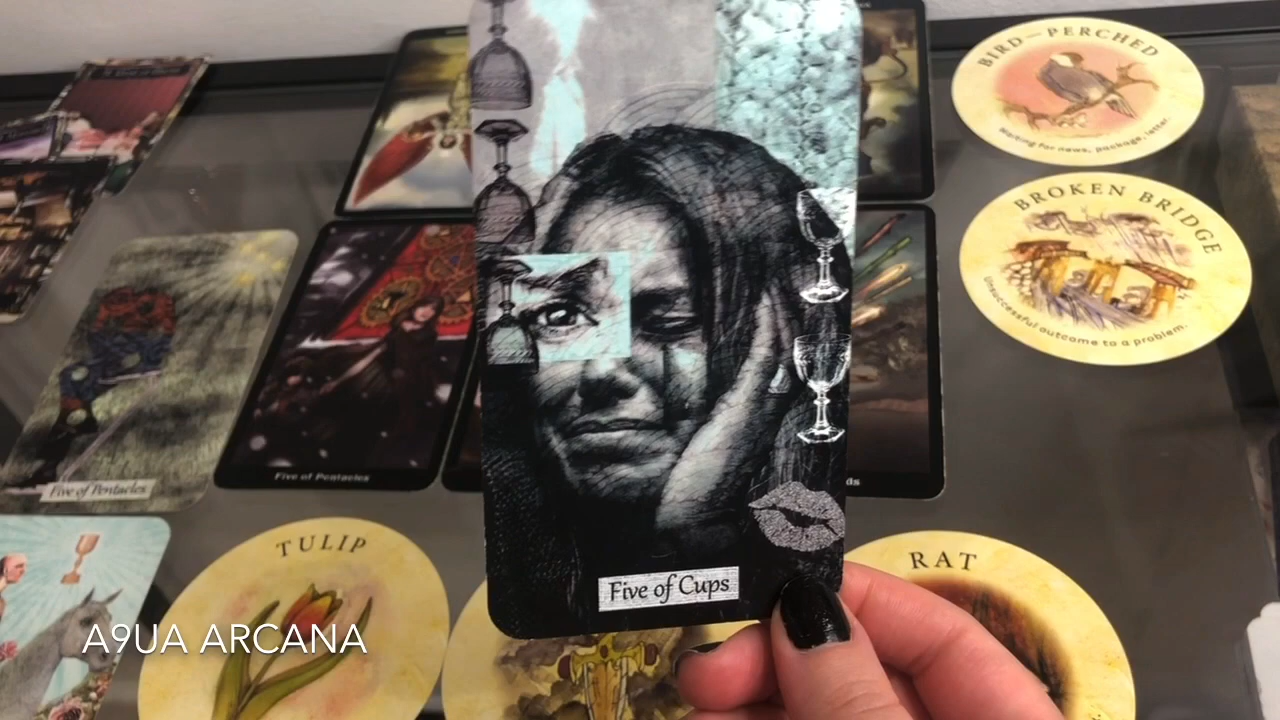 BIRD—PERCHED
Waiting for news, package, letter.
BROKEN BRIDGE
Unsuccessful outcome to a problem.
Five of Pentacles
Five of Pentacles
Five of Cups
TULIP
RAT
A9UA ARCANA